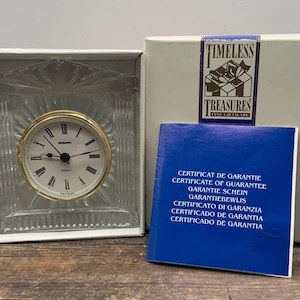 TIMELESS
TREASURES
STAIGER
CERTIFICAT DE GARANTIE
CERTIFICATE OF GUARANTEE
GARANTIE SCHEIN
GARANTIEBEWIJS
CERTIFICATO DI GARANZIA
CERTIFICADO DE GARANTIA
CERTIFICADO DE GARANTIA